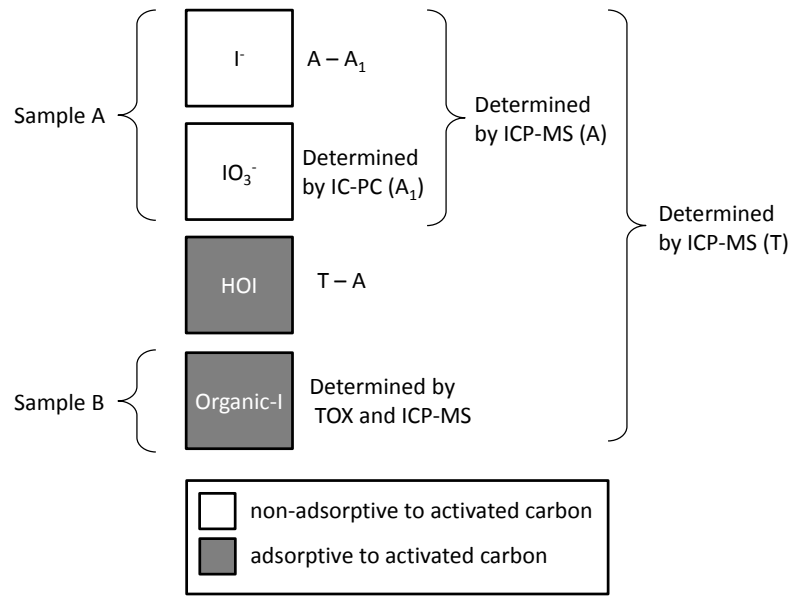 I⁻
A – A₁
Sample A
Determined
by ICP-MS (A)
IO₃⁻
Determined
by IC-PC (A₁)
Determined
by ICP-MS (T)
HOI
T – A
Sample B
Organic-I
Determined by
TOX and ICP-MS
non-adsorptive to activated carbon
adsorptive to activated carbon